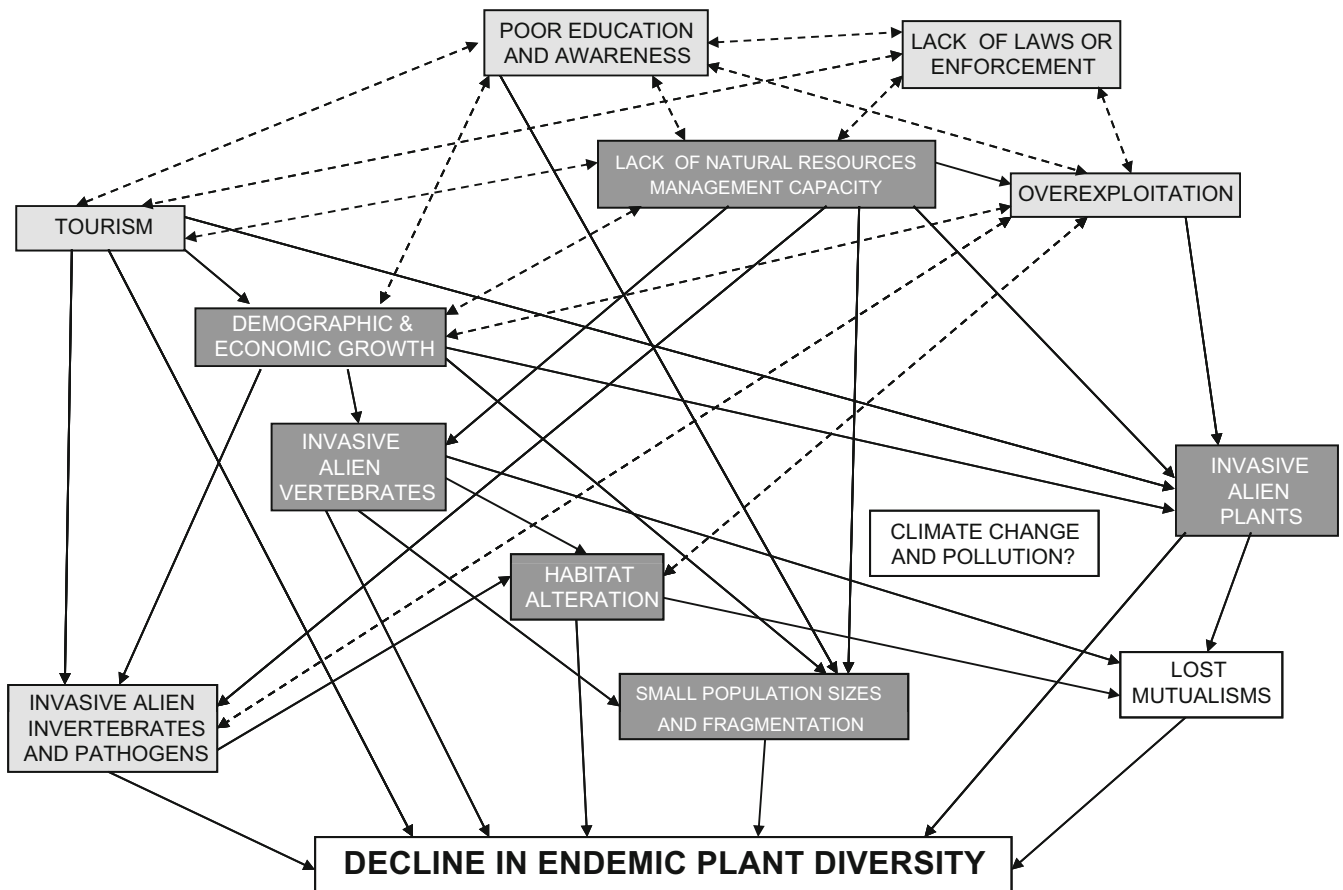 POOR EDUCATION
AND AWARENESS
LACK OF LAWS OR
ENFORCEMENT
LACK OF NATURAL RESOURCES
MANAGEMENT CAPACITY
OVEREXPLOITATION
TOURISM
DEMOGRAPHIC &
ECONOMIC GROWTH
INVASIVE
ALIEN
VERTEBRATES
INVASIVE
ALIEN
PLANTS
CLIMATE CHANGE
AND POLLUTION?
HABITAT
ALTERATION
LOST
MUTUALISMS
SMALL POPULATION SIZES
AND FRAGMENTATION
INVASIVE ALIEN
INVERTEBRATES
AND PATHOGENS
DECLINE IN ENDEMIC PLANT DIVERSITY